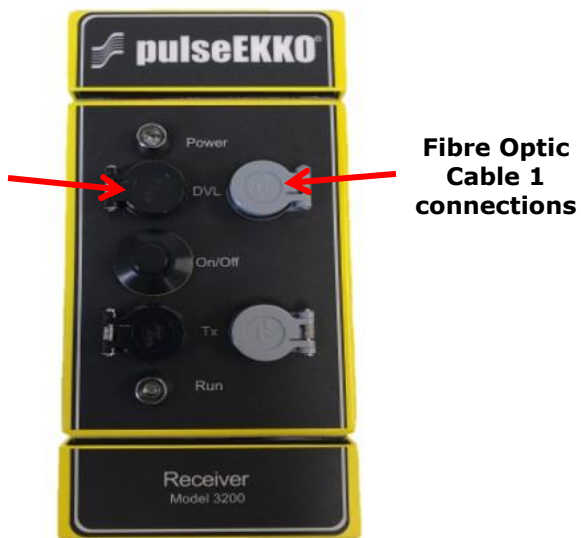 pulseEKKO®
Power
DVL
On/Off
Tx
Run
Receiver
Model 3200
Fibre Optic
Cable 1
connections